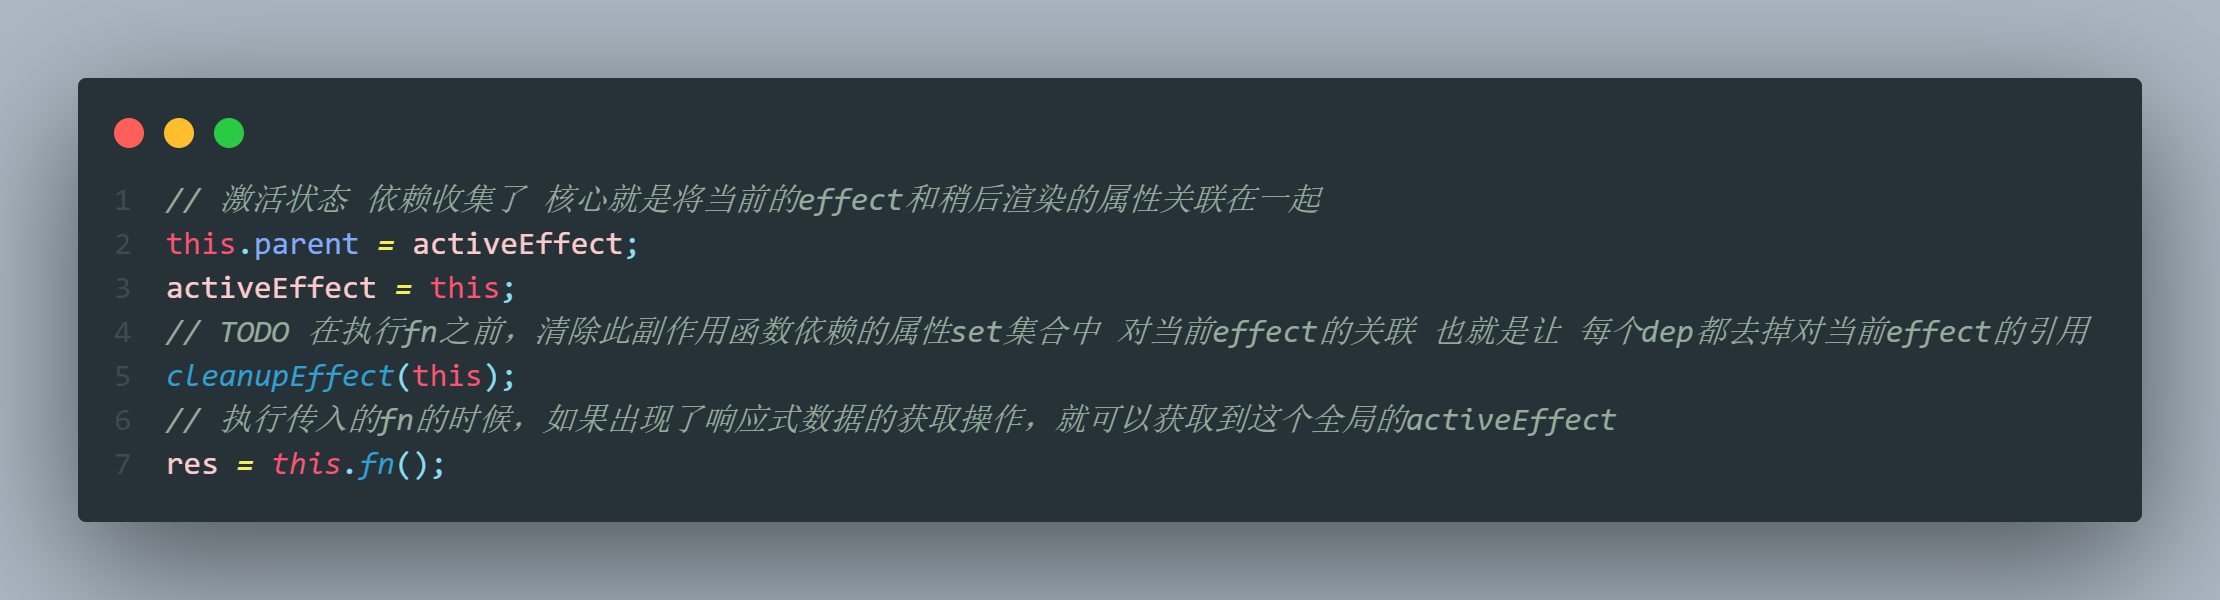 1 // 激活状态 依赖收集了 核心就是将当前的effect和稍后渲染的属性关联在一起
2 this.parent = activeEffect;
3 activeEffect = this;
4 // TODO 在执行fn之前，清除此副作用函数依赖的属性set集合中 对当前effect的关联 也就是让 每个dep都去掉对当前effect的引用
5 cleanupEffect(this);
6 // 执行传入的fn的时候，如果出现了响应式数据的获取操作，就可以获取到这个全局的activeEffect
7 res = this.fn();